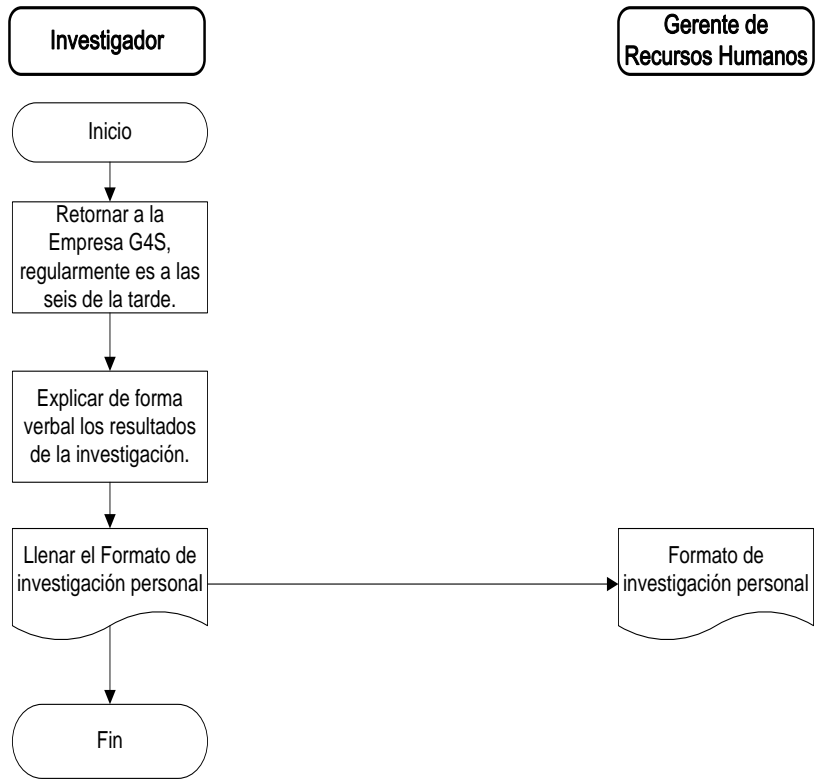 Investigador
Gerente de
Recursos Humanos
Inicio
Retornar a la
Empresa G4S,
regularmente es a las
seis de la tarde.
Explicar de forma
verbal los resultados
de la investigación.
Llenar el Formato de
investigación personal
Formato de
investigación personal
Fin